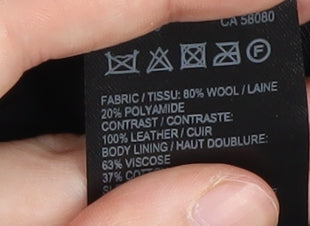 CA 58080
F
FABRIC / TISSU: 80% WOOL / LAINE
20% POLYAMIDE
CONTRAST / CONTRASTE:
100% LEATHER / CUIR
BODY LINING / HAUT DOUBLURE:
63% VISCOSE
37%